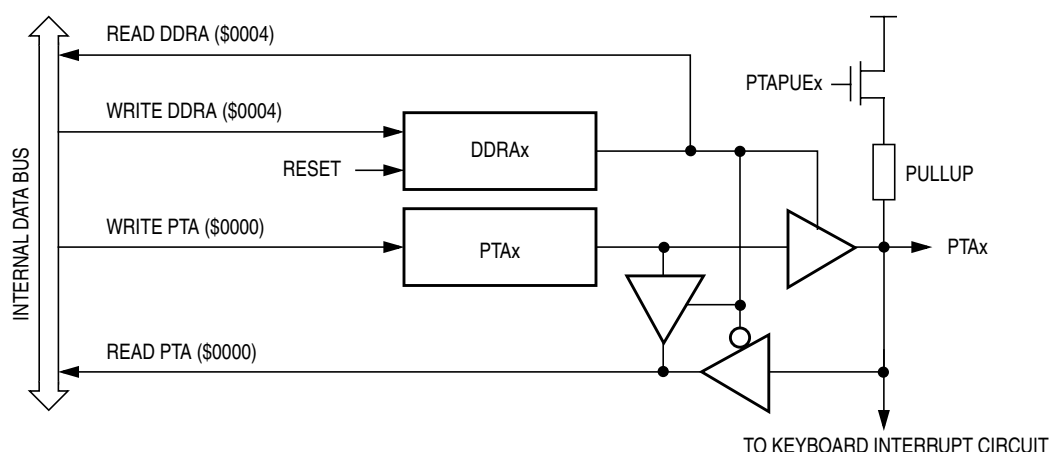 READ DDRA ($0004)
PTAPUEx
WRITE DDRA ($0004)
DDRAx
RESET
PULLUP
INTERNAL DATA BUS
WRITE PTA ($0000)
PTAx
PTAx
READ PTA ($0000)
TO KEYBOARD INTERRUPT CIRCUIT